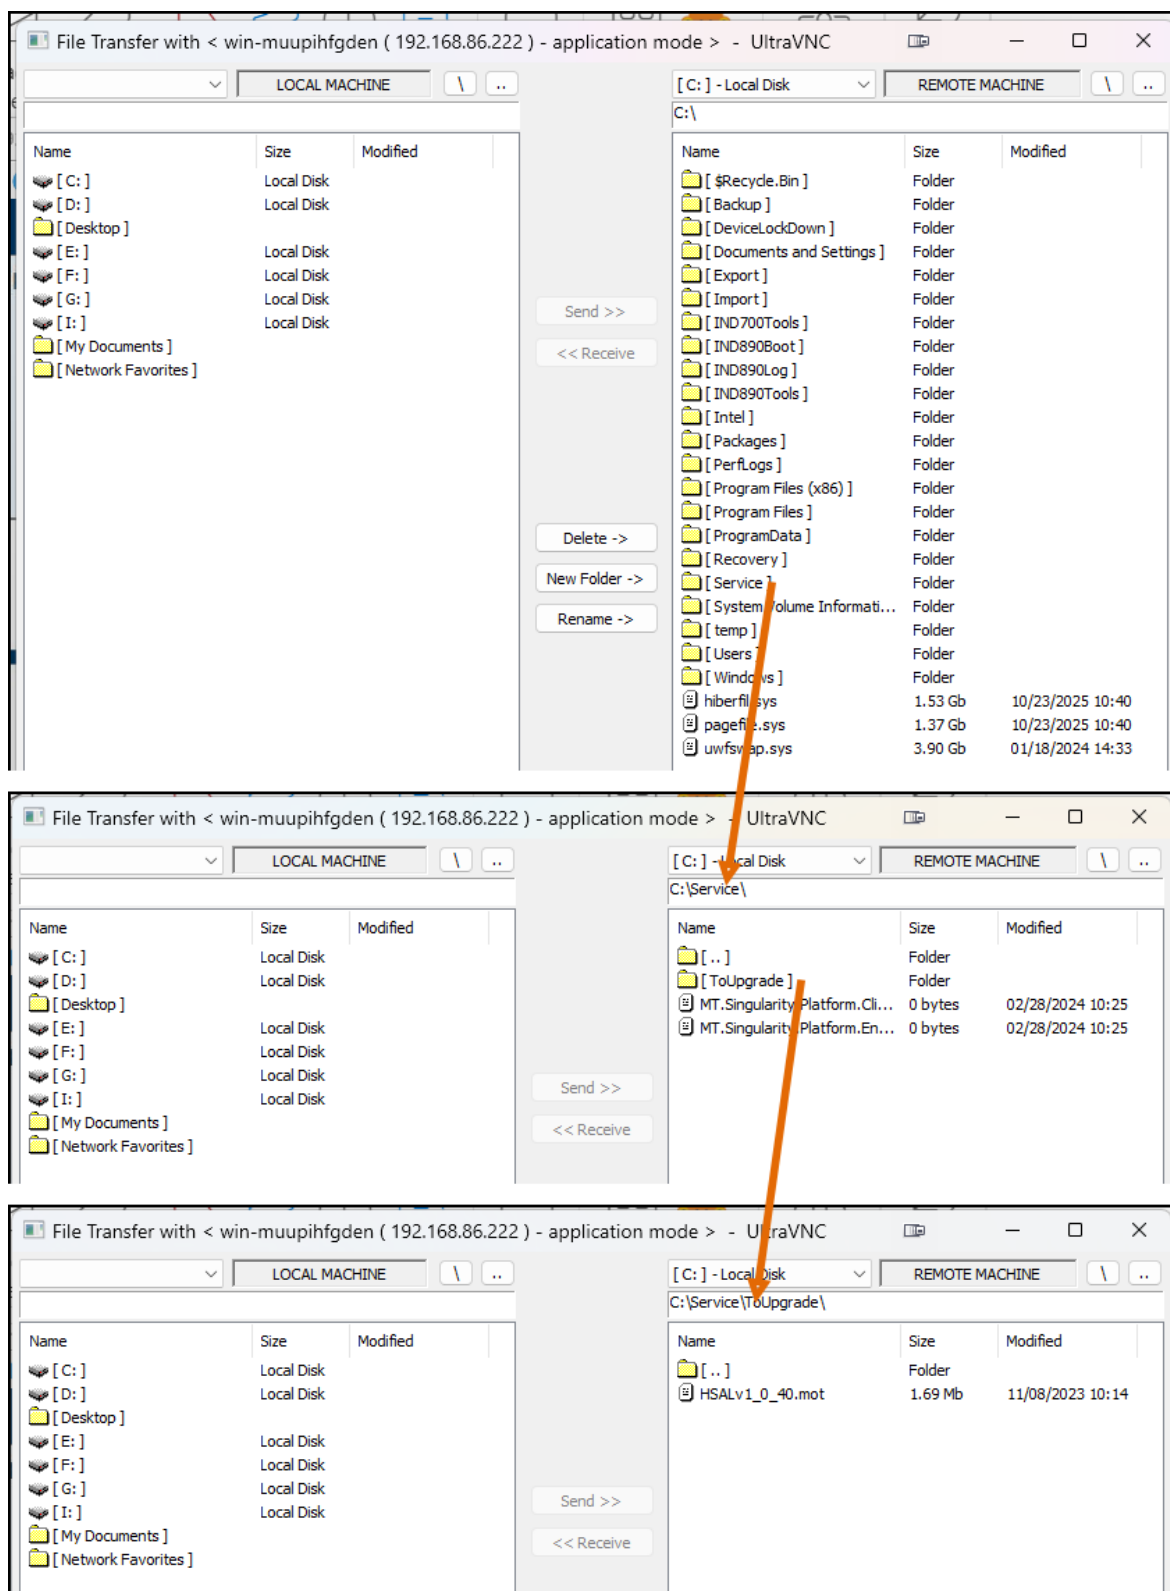 File Transfer with < win-muupihfgden ( 192.168.86.222 ) - application mode > - UltraVNC
LOCAL MACHINE \ .. [ C: ] - Local Disk REMOTE MACHINE \ ..
C:\
Name Size Modified Name Size Modified
[ C: ] Local Disk [ $Recycle.Bin ] Folder
[ D: ] Local Disk [ Backup ] Folder
[ Desktop ] [ DeviceLockDown ] Folder
[ E: ] Local Disk [ Documents and Settings ] Folder
[ F: ] Local Disk [ Export ] Folder
[ G: ] Local Disk [ Import ] Folder
[ I: ] Local Disk Send >> [ IND700Tools ] Folder
[ My Documents ] << Receive [ IND890Boot ] Folder
[ Network Favorites ] [ IND890Log ] Folder
[ IND890Tools ] Folder
[ Intel ] Folder
[ Packages ] Folder
[ PerfLogs ] Folder
[ Program Files (x86) ] Folder
[ Program Files ] Folder
Delete -> [ ProgramData ] Folder
[ Recovery ] Folder
New Folder -> [ Service ] Folder
[ System Volume Informati... Folder
Rename -> [ temp ] Folder
[ Users ] Folder
[ Windows ] Folder
hiberfil.sys 1.53 Gb 10/23/2025 10:40
pagefile.sys 1.37 Gb 10/23/2025 10:40
uwfswap.sys 3.90 Gb 01/18/2024 14:33
File Transfer with < win-muupihfgden ( 192.168.86.222 ) - application mode > - UltraVNC
LOCAL MACHINE \ .. [ C: ] - Local Disk REMOTE MACHINE \ ..
C:\Service\
Name Size Modified Name Size Modified
[ C: ] Local Disk [ .. ] Folder
[ D: ] Local Disk [ ToUpgrade ] Folder
[ Desktop ] MT.Singularity.Platform.Cli... 0 bytes 02/28/2024 10:25
[ E: ] Local Disk MT.Singularity.Platform.En... 0 bytes 02/28/2024 10:25
[ F: ] Local Disk
[ G: ] Local Disk Send >>
[ I: ] Local Disk
[ My Documents ] << Receive
[ Network Favorites ]
File Transfer with < win-muupihfgden ( 192.168.86.222 ) - application mode > - UltraVNC
LOCAL MACHINE \ .. [ C: ] - Local Disk REMOTE MACHINE \ ..
C:\Service\ToUpgrade\
Name Size Modified Name Size Modified
[ C: ] Local Disk [ .. ] Folder
[ D: ] Local Disk HSALv1_0_40.mot 1.69 Mb 11/08/2023 10:14
[ Desktop ]
[ E: ] Local Disk
[ F: ] Local Disk
[ G: ] Local Disk Send >>
[ I: ] Local Disk
[ My Documents ] << Receive
[ Network Favorites ]